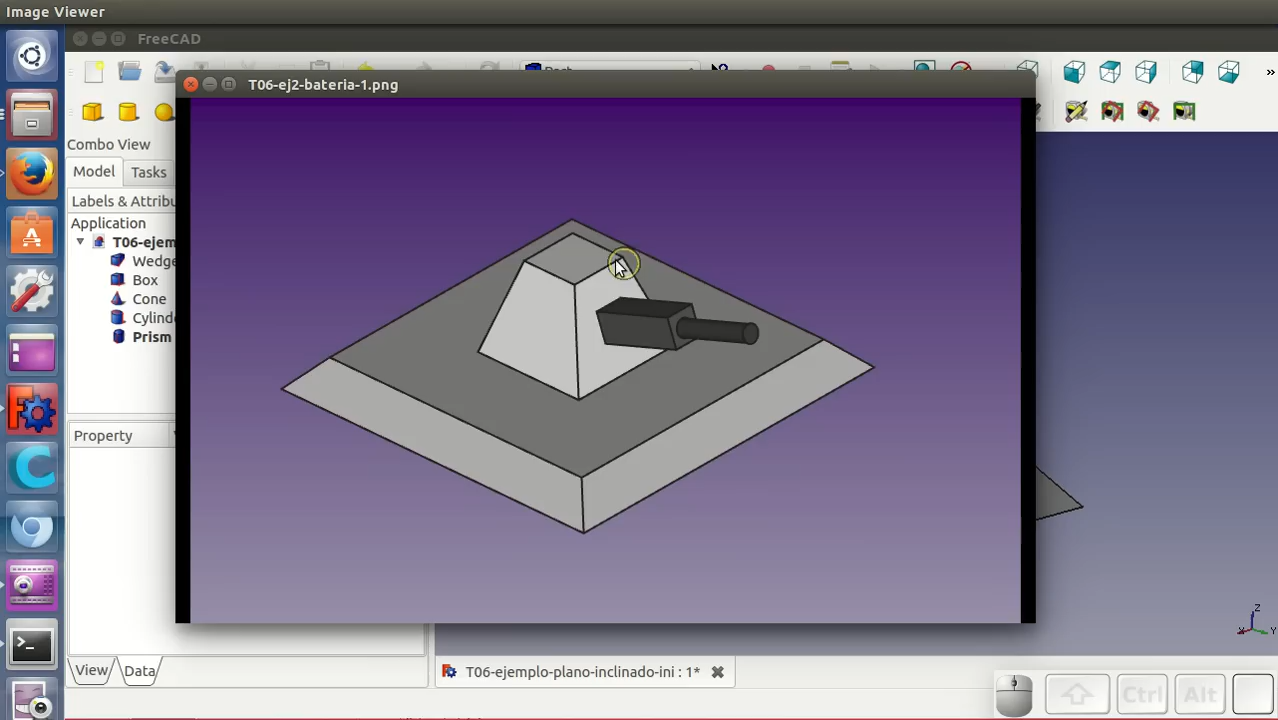 Image Viewer
FreeCAD
T06-ej2-bateria-1.png
Combo View
Model
Tasks
Labels & Attribu
Application
T06-ejem
Wedge
Box
Cone
Cylind
Prism
Property
View
Data
T06-ejemplo-plano-inclinado-ini : 1*
Z
Y
Ctrl
Alt